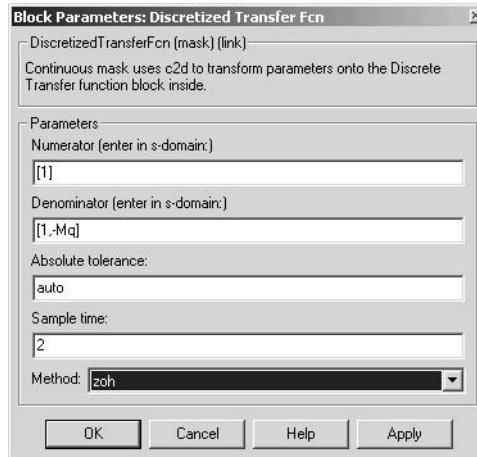 Block Parameters: Discretized Transfer Fcn
DiscretizedTransferFcn (mask) (link)
Continuous mask uses c2d to transform parameters onto the Discrete
Transfer function block inside.
Parameters
Numerator (enter in s-domain:)
[1]
Denominator (enter in s-domain:)
[1,-Mq]
Absolute tolerance:
auto
Sample time:
2
Method: zoh
OK Cancel Help Apply